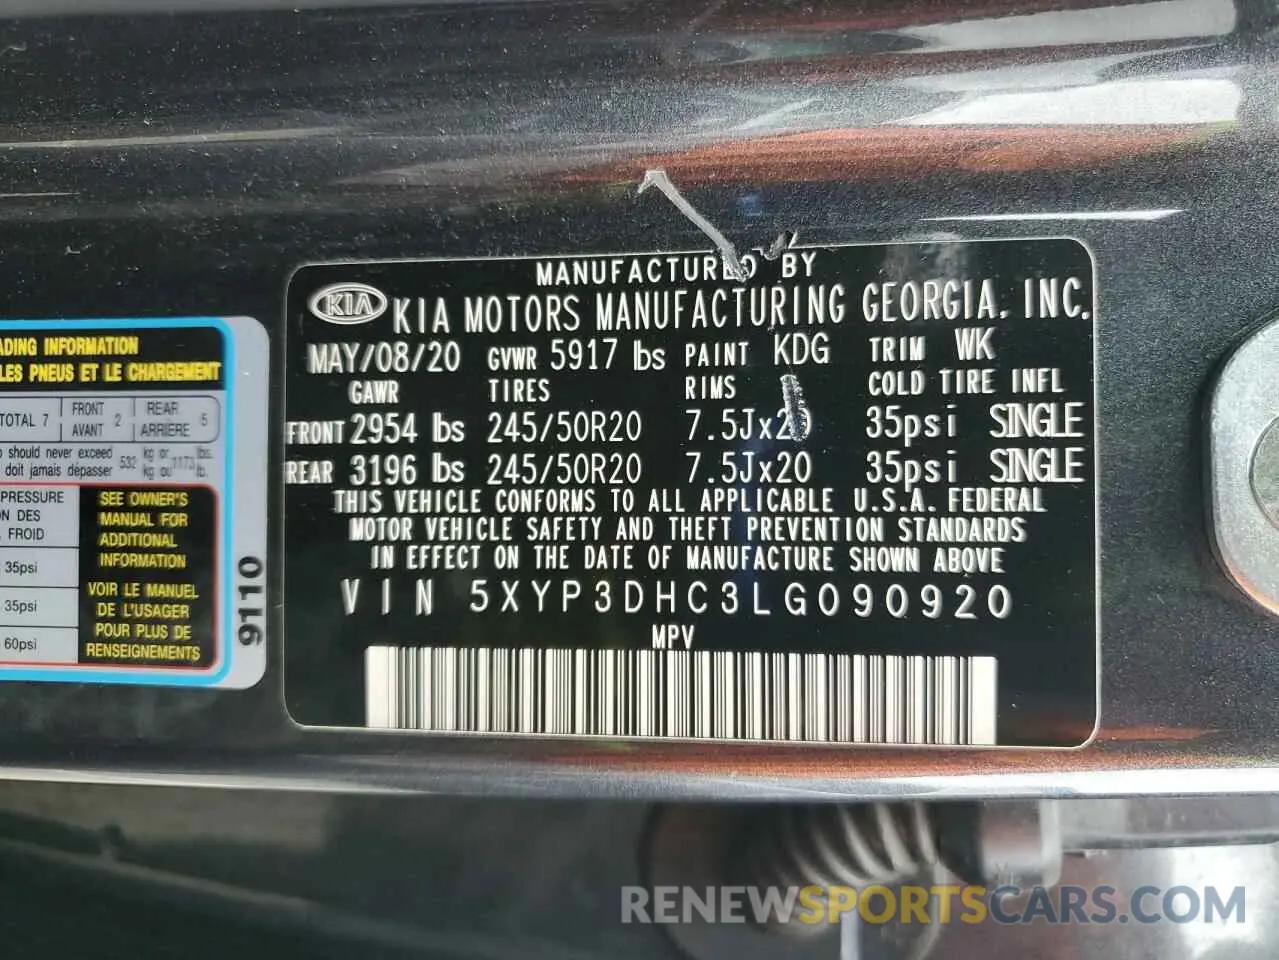 MANUFACTURED BY
KIA KIA MOTORS MANUFACTURING GEORGIA, INC.
MAY/08/20 GVWR 5917 lbs PAINT KDG TRIM WK
GAWR TIRES RIMS COLD TIRE INFL
FRONT 2954 lbs 245/50R20 7.5Jx20 35psi SINGLE
REAR 3196 lbs 245/50R20 7.5Jx20 35psi SINGLE
THIS VEHICLE CONFORMS TO ALL APPLICABLE U.S.A. FEDERAL
MOTOR VEHICLE SAFETY AND THEFT PREVENTION STANDARDS
IN EFFECT ON THE DATE OF MANUFACTURE SHOWN ABOVE
VIN 5XYP3DHC3LG090920
MPV
ADING INFORMATION
LES PNEUS ET LE CHARGEMENT
TOTAL 7 FRONT 2 REAR 5
AVANT ARRIÈRE
should never exceed 532 kg or 1173 lbs.
doit jamais dépasser kg ou lb.
PRESSURE
ON DES
FROID
35psi
35psi
60psi
SEE OWNER'S
MANUAL FOR
ADDITIONAL
INFORMATION
VOIR LE MANUEL
DE L'USAGER
POUR PLUS DE
RENSEIGNEMENTS
9110
RENEWSPORTSCARS.COM